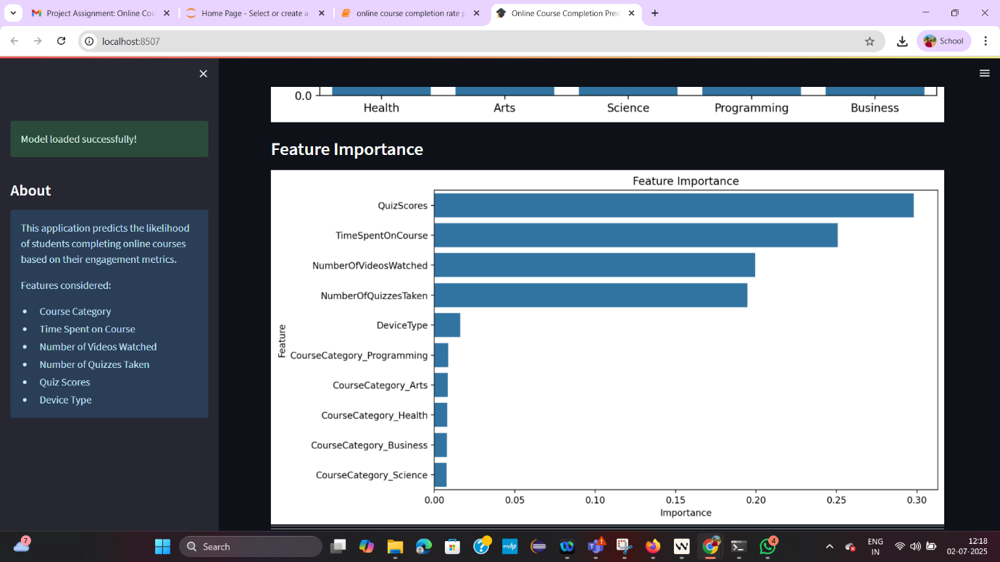 Project Assignment: Online Cou
Home Page - Select or create a
online course completion rate p
Online Course Completion Pred
localhost:8507
School
Model loaded successfully!
About
This application predicts the likelihood
of students completing online courses
based on their engagement metrics.
Features considered:
• Course Category
• Time Spent on Course
• Number of Videos Watched
• Number of Quizzes Taken
• Quiz Scores
• Device Type
0.0
Health Arts Science Programming Business
Feature Importance
Feature Importance
Feature
QuizScores
TimeSpentOnCourse
NumberOfVideosWatched
NumberOfQuizzesTaken
DeviceType
CourseCategory_Programming
CourseCategory_Arts
CourseCategory_Health
CourseCategory_Business
CourseCategory_Science
0.00 0.05 0.10 0.15 0.20 0.25 0.30
Importance
7
Search
myhp
4
ENG
IN
12:18
02-07-2025